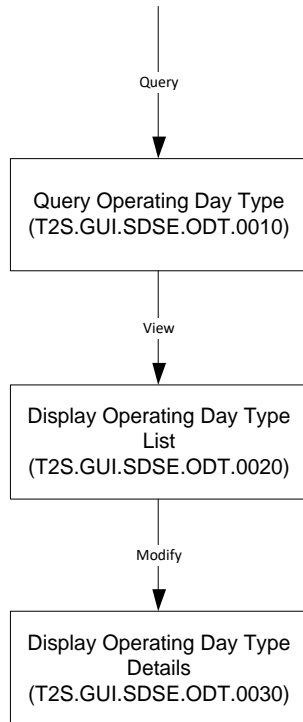 Query
Query Operating Day Type
(T2S.GUI.SDSE.ODT.0010)
View
Display Operating Day Type
List
(T2S.GUI.SDSE.ODT.0020)
Modify
Display Operating Day Type
Details
(T2S.GUI.SDSE.ODT.0030)